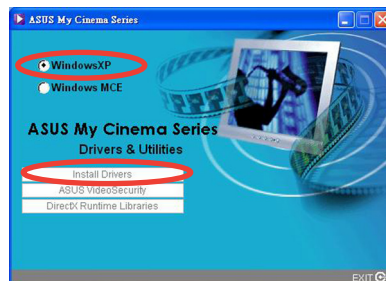 ASUS My Cinema Series
WindowsXP
Windows MCE
ASUS My Cinema Series
Drivers & Utilities
Install Drivers
ASUS VideoSecurity
DirectX Runtime Libraries
EXIT